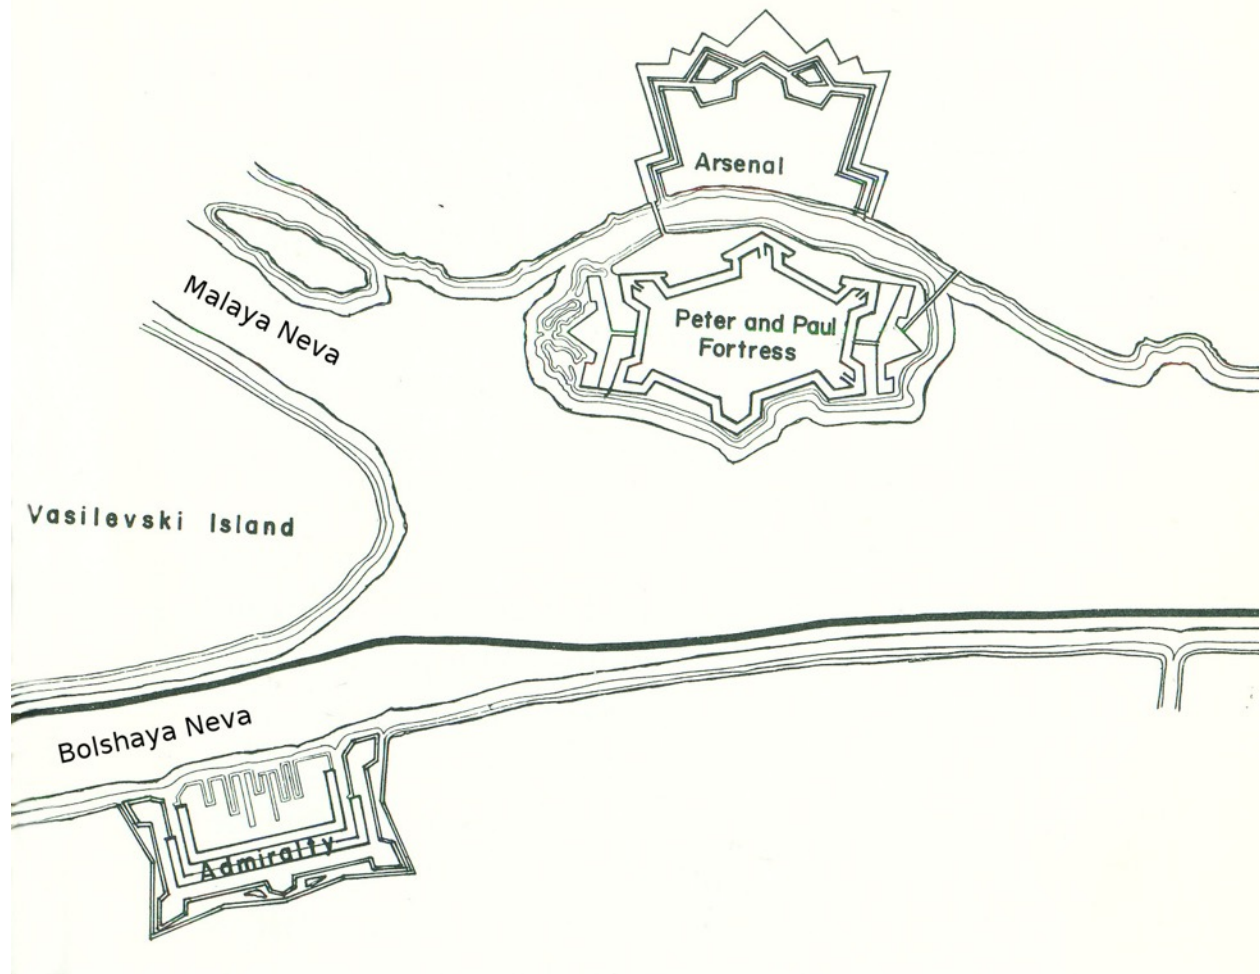 Arsenal
Malaya Neva
Peter and Paul
Fortress
Vasilevski Island
Bolshaya Neva
Admiralty